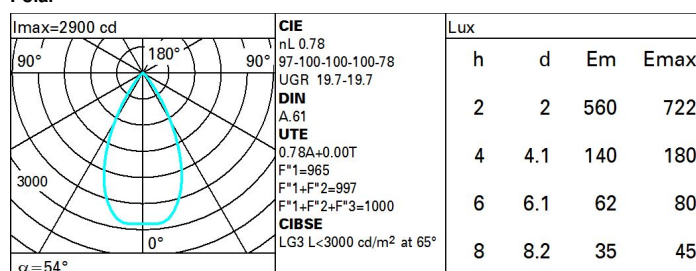 Imax=2900 cd
90° 180° 90°
3000
0°
α=54°
CIE
nL 0.78
97-100-100-100-78
UGR 19.7-19.7
DIN
A.61
UTE
0.78A+0.00T
F"1=965
F"1+F"2=997
F"1+F"2+F"3=1000
CIBSE
LG3 L<3000 cd/m² at 65°
Lux
h d Em Emax
2 2 560 722
4 4.1 140 180
6 6.1 62 80
8 8.2 35 45